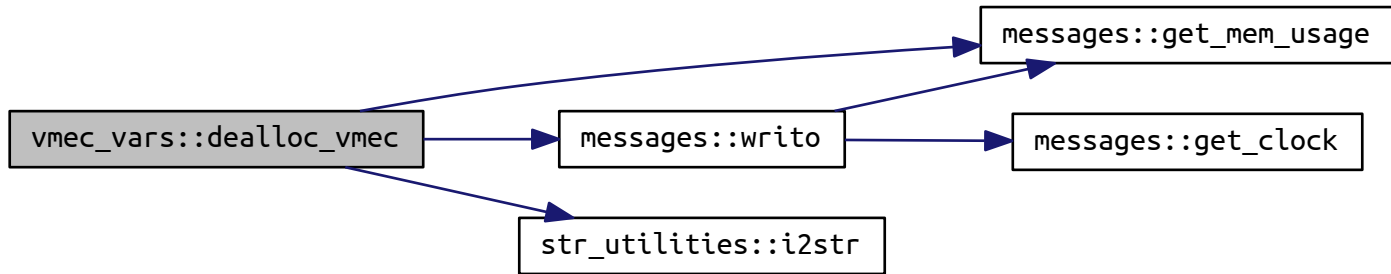 messages::get_mem_usage
vmec_vars::dealloc_vmec
messages::writo
messages::get_clock
str_utilities::i2str